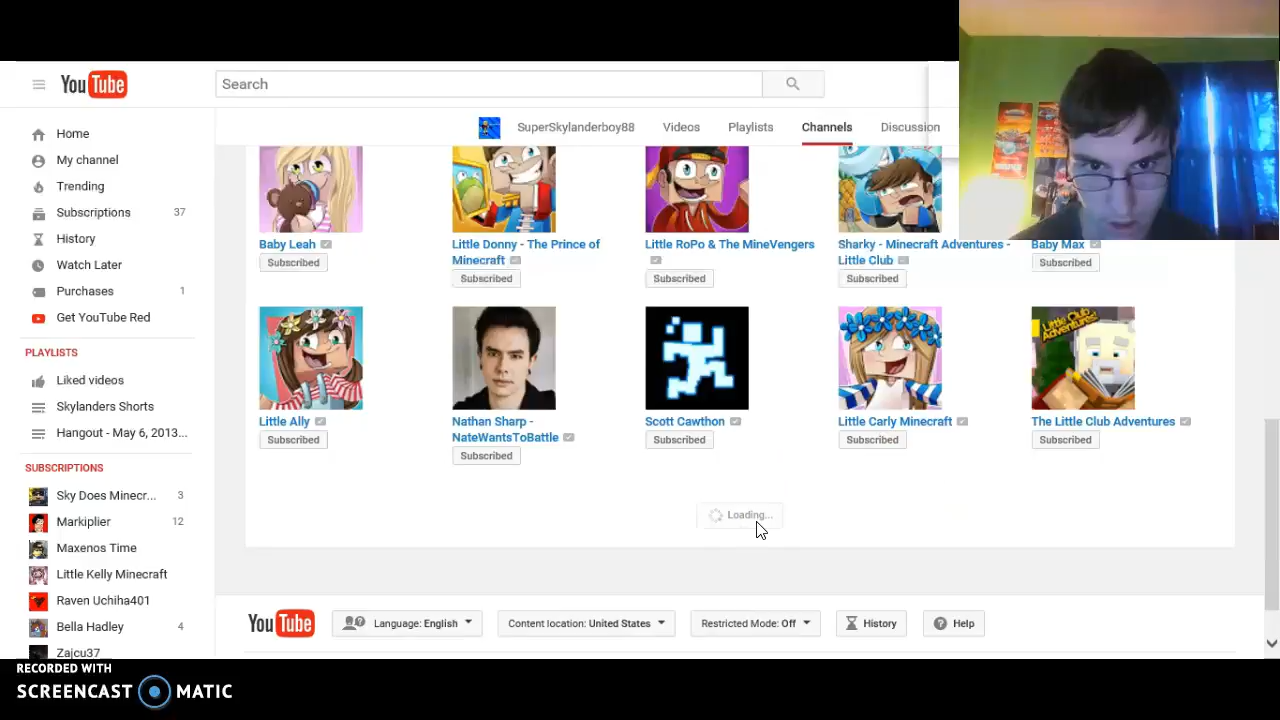 YouTube
Search
SuperSkylanderboy88
Videos
Playlists
Channels
Discussion
Home
My channel
Trending
Subscriptions 37
History
Watch Later
Purchases 1
Get YouTube Red
PLAYLISTS
Liked videos
Skylanders Shorts
Hangout - May 6, 2013...
SUBSCRIPTIONS
Sky Does Minecr... 3
Markiplier 12
Maxenos Time
Little Kelly Minecraft
Raven Uchiha401
Bella Hadley 4
Zajcu37
Baby Leah
Subscribed
Little Donny - The Prince of
Minecraft
Subscribed
Little RoPo & The MineVengers
Subscribed
Sharky - Minecraft Adventures -
Little Club
Subscribed
Baby Max
Subscribed
Little Ally
Subscribed
Nathan Sharp -
NateWantsToBattle
Subscribed
Scott Cawthon
Subscribed
Little Carly Minecraft
Subscribed
Little Club
Adventures!
The Little Club Adventures
Subscribed
Loading...
YouTube
Language: English
Content location: United States
Restricted Mode: Off
History
Help
RECORDED WITH
SCREENCAST MATIC